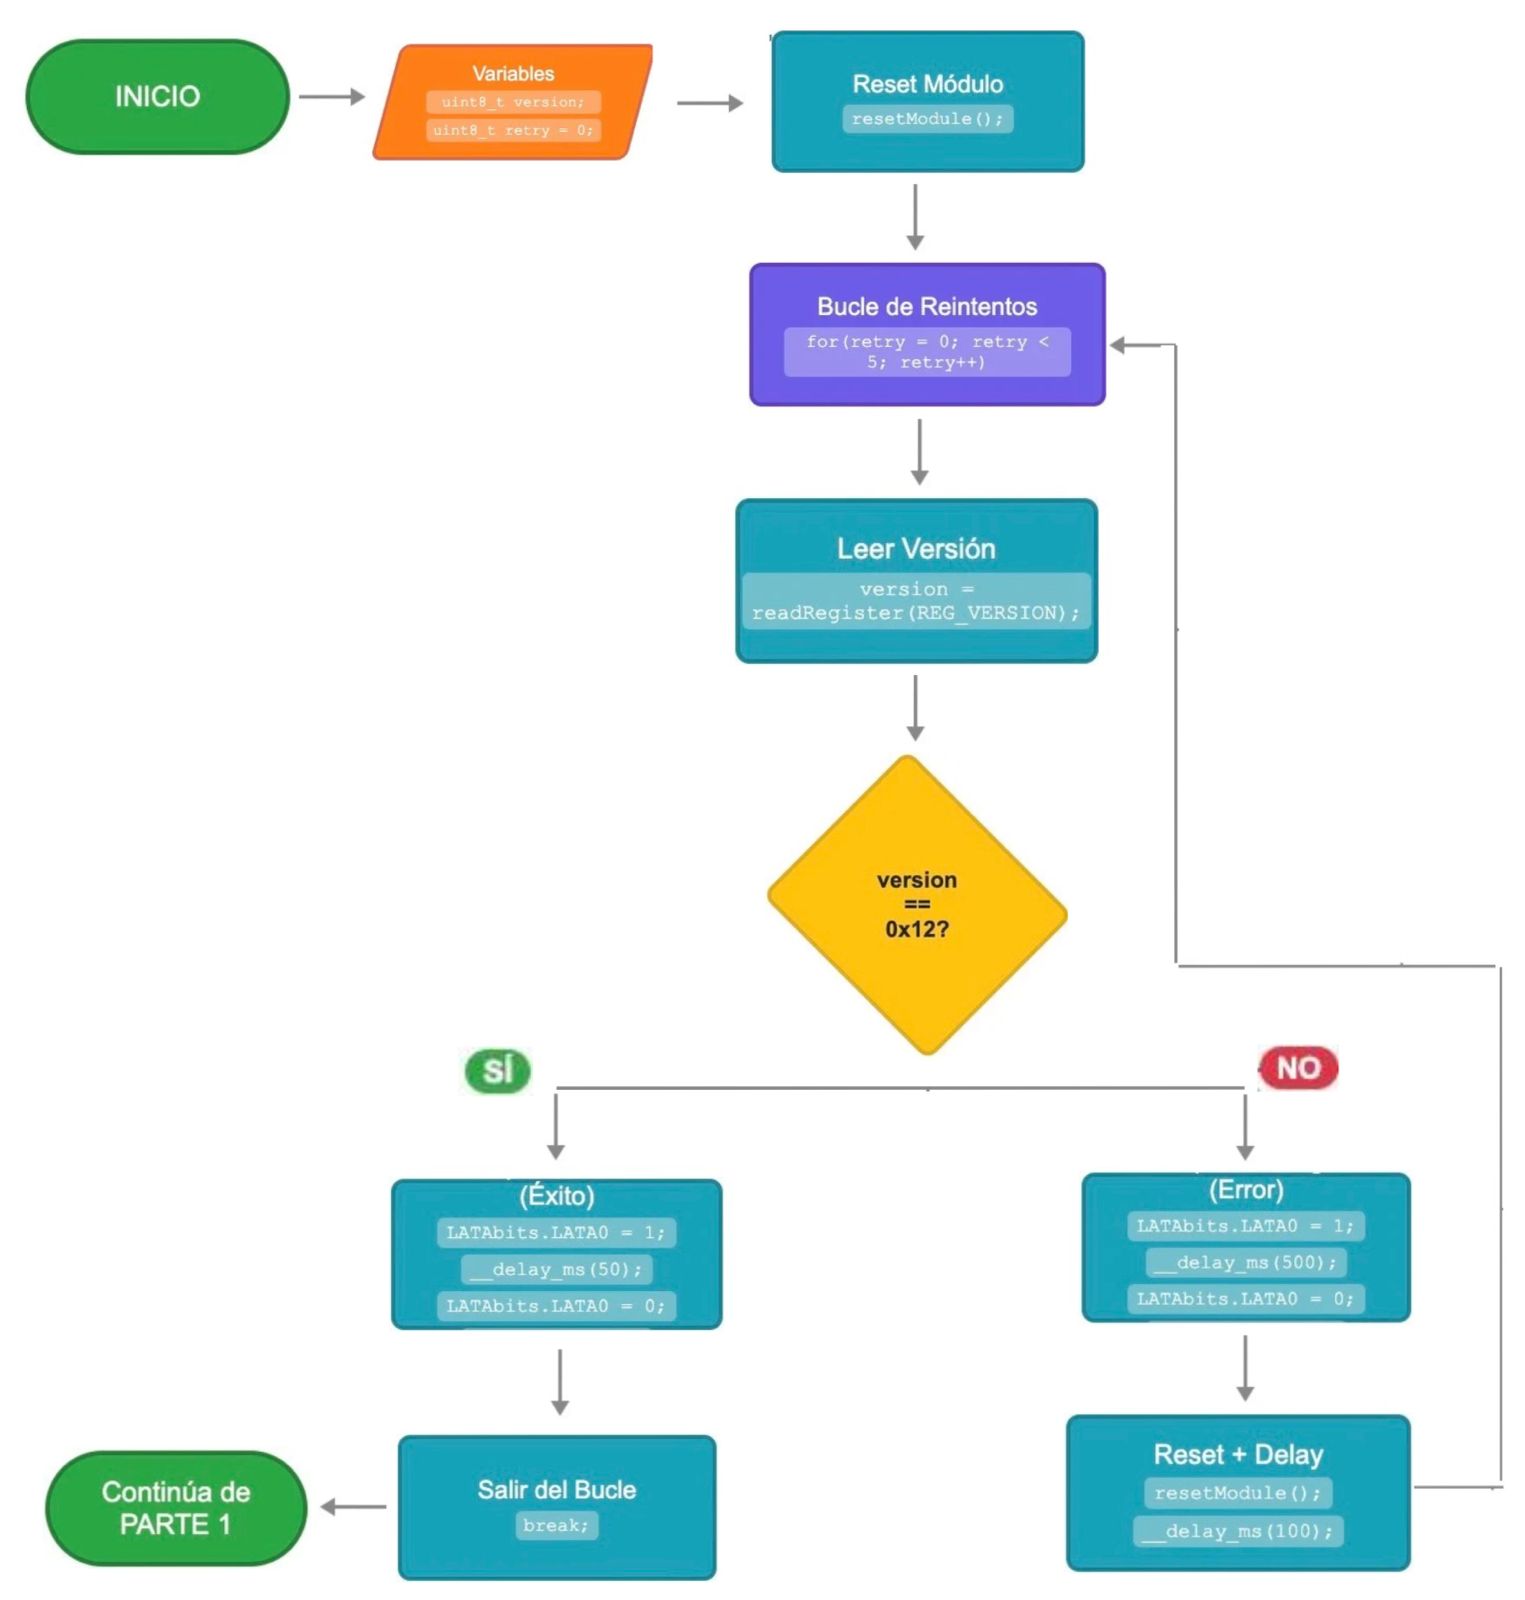 INICIO
Variables
uint8_t version;
uint8_t retry = 0;
Reset Módulo
resetModule();
Bucle de Reintentos
for(retry = 0; retry <
5; retry++)
Leer Versión
version =
readRegister(REG_VERSION);
version
==
0x12?
SÍ
NO
(Éxito)
LATAbits.LATA0 = 1;
__delay_ms(50);
LATAbits.LATA0 = 0;
(Error)
LATAbits.LATA0 = 1;
__delay_ms(500);
LATAbits.LATA0 = 0;
Salir del Bucle
break;
Continúa de
PARTE 1
Reset + Delay
resetModule();
__delay_ms(100);